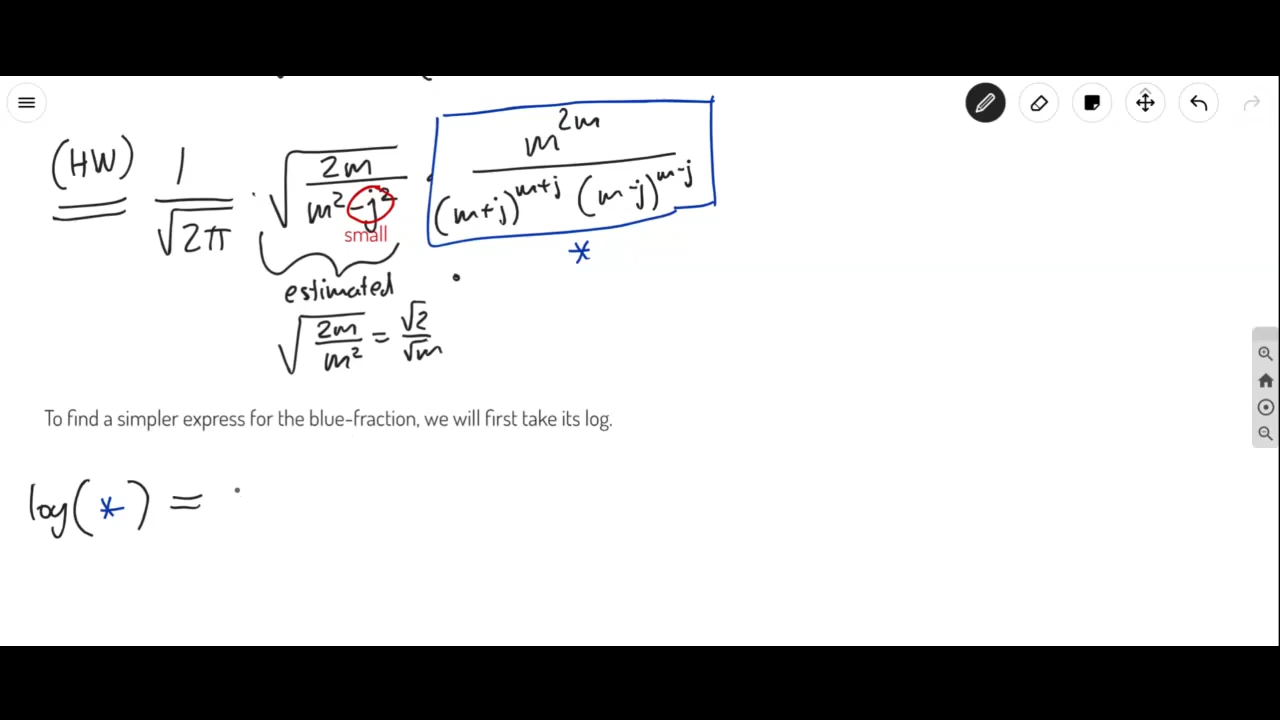 (HW) 1/√2π · √(2m/(m² - j²)) · m^2m/((m+j)^m+j (m-j)^m-j)
small
*
estimated
√(2m/m²) = √2/√m
To find a simpler express for the blue-fraction, we will first take its log.
log(*) =